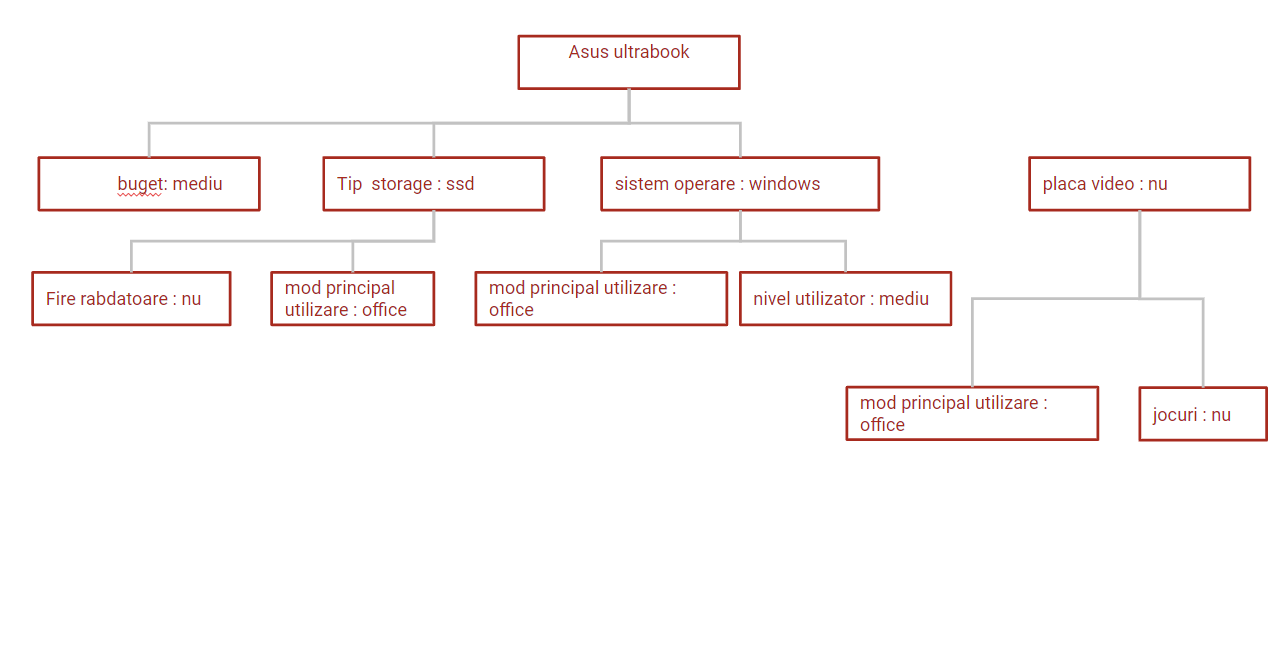 Asus ultrabook
buget: mediu
Tip  storage : ssd
sistem operare : windows
placa video : nu
Fire rabdatoare : nu
mod principal
utilizare : office
mod principal utilizare :
office
nivel utilizator : mediu
mod principal utilizare :
office
jocuri : nu